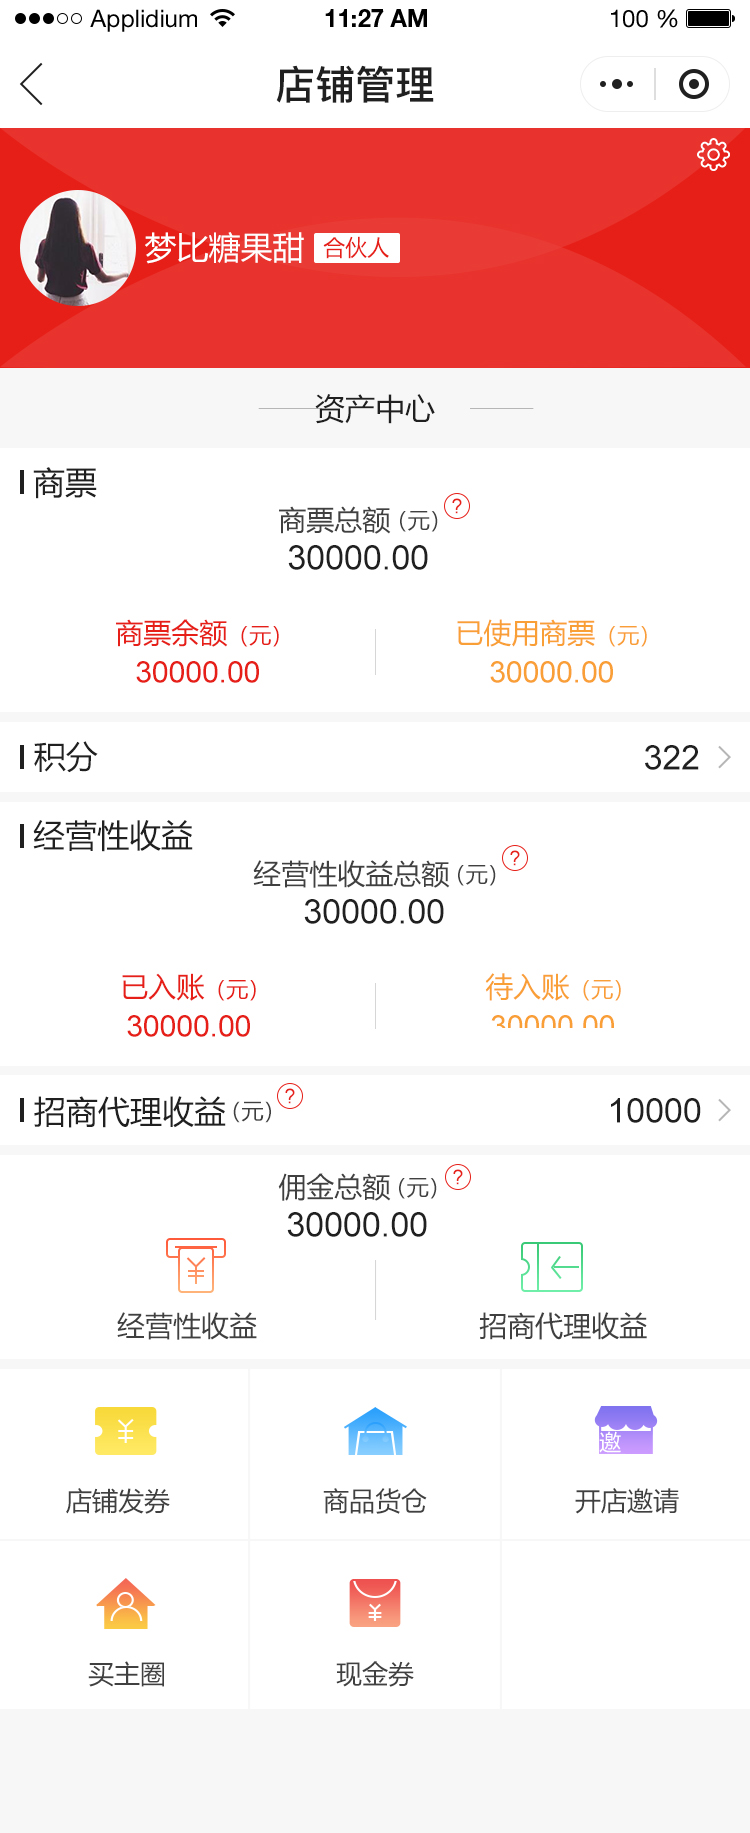 Applidium 11:27 AM 100 %
店铺管理
梦比糖果甜 合伙人
资产中心
商票
商票总额(元) ?
30000.00
商票余额（元） 已使用商票（元）
30000.00 30000.00
积分 322
经营性收益
经营性收益总额(元) ?
30000.00
已入账（元） 待入账（元）
30000.00 30000.00
招商代理收益(元) ? 10000
佣金总额(元) ?
30000.00
¥
经营性收益 招商代理收益
¥ 邀
店铺发券 商品货仓 开店邀请
¥
买主圈 现金券